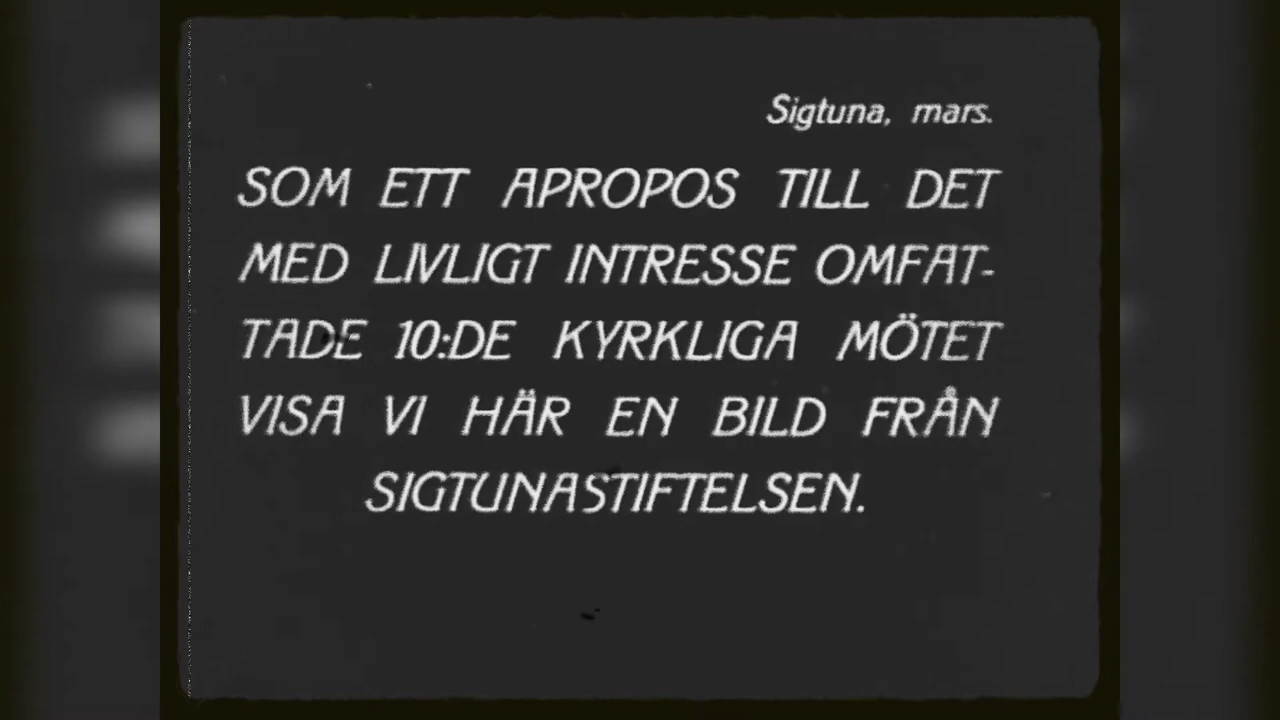 Sigtuna, mars.
SOM ETT APROPOS TILL DET
MED LIVLIGT INTRESSE OMFAT-
TADE 10:DE KYRKLIGA MÖTET
VISA VI HÄR EN BILD FRÅN
SIGTUNASTIFTELSEN.